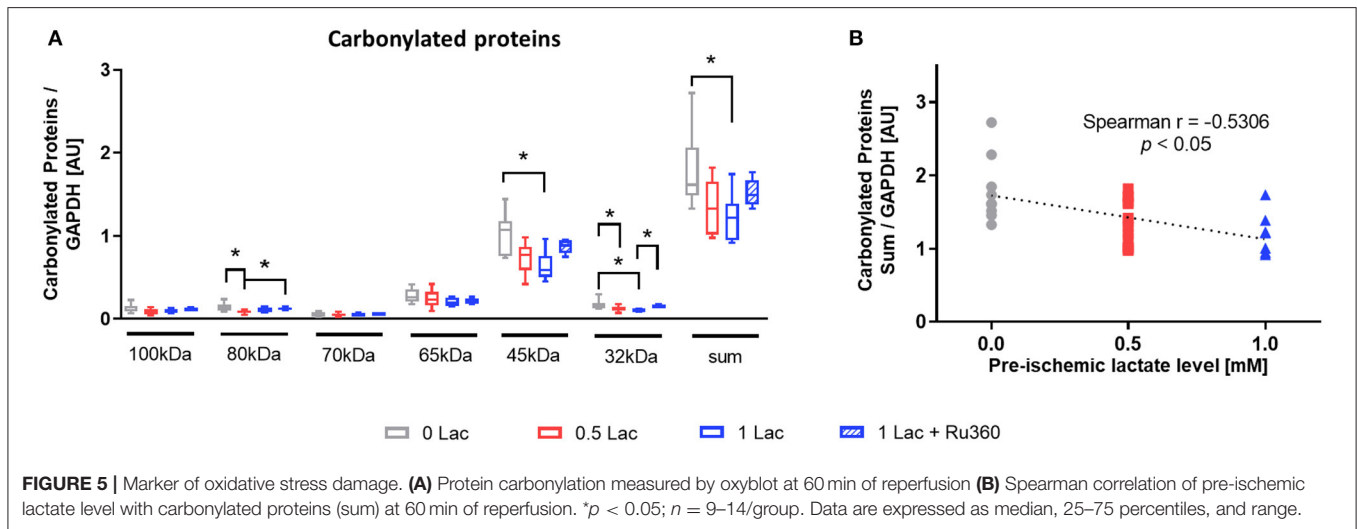 A
Carbonylated proteins
Carbonylated Proteins /
GAPDH [AU]
3
2
1
0
*
*
*
*
*
*
*
100kDa
80kDa
70kDa
65kDa
45kDa
32kDa
sum
B
Carbonylated Proteins
Sum / GAPDH [AU]
3
2
1
0
Spearman r = -0.5306
p < 0.05
0.0
0.5
1.0
Pre-ischemic lactate level [mM]
0 Lac
0.5 Lac
1 Lac
1 Lac + Ru360
FIGURE 5 | Marker of oxidative stress damage. (A) Protein carbonylation measured by oxyblot at 60 min of reperfusion (B) Spearman correlation of pre-ischemic
lactate level with carbonylated proteins (sum) at 60 min of reperfusion. *p < 0.05; n = 9–14/group. Data are expressed as median, 25–75 percentiles, and range.